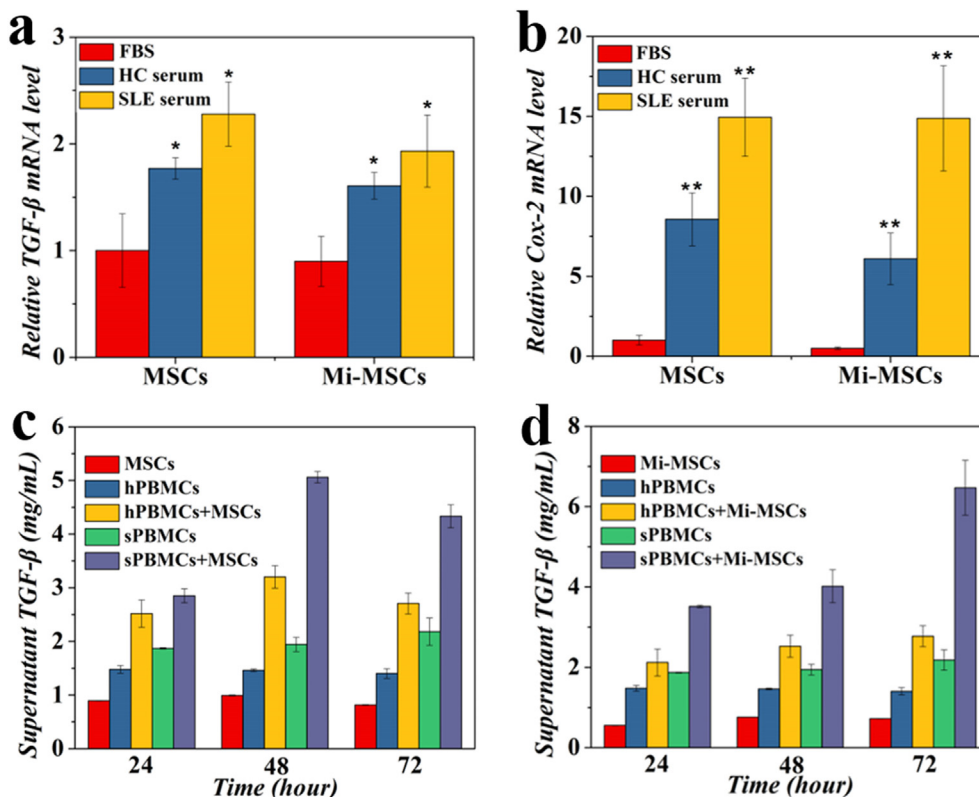 a
Relative TGF-β mRNA level
3
2
1
0
FBS
HC serum
SLE serum
*
*
*
*
MSCs
Mi-MSCs
b
Relative Cox-2 mRNA level
20
15
10
5
0
FBS
HC serum
SLE serum
**
**
**
**
MSCs
Mi-MSCs
c
Supernatant TGF-β (mg/mL)
6
5
4
3
2
1
0
MSCs
hPBMCs
hPBMCs+MSCs
sPBMCs
sPBMCs+MSCs
24
48
72
Time (hour)
d
Supernatant TGF-β (mg/mL)
8
6
4
2
0
Mi-MSCs
hPBMCs
hPBMCs+Mi-MSCs
sPBMCs
sPBMCs+Mi-MSCs
24
48
72
Time (hour)